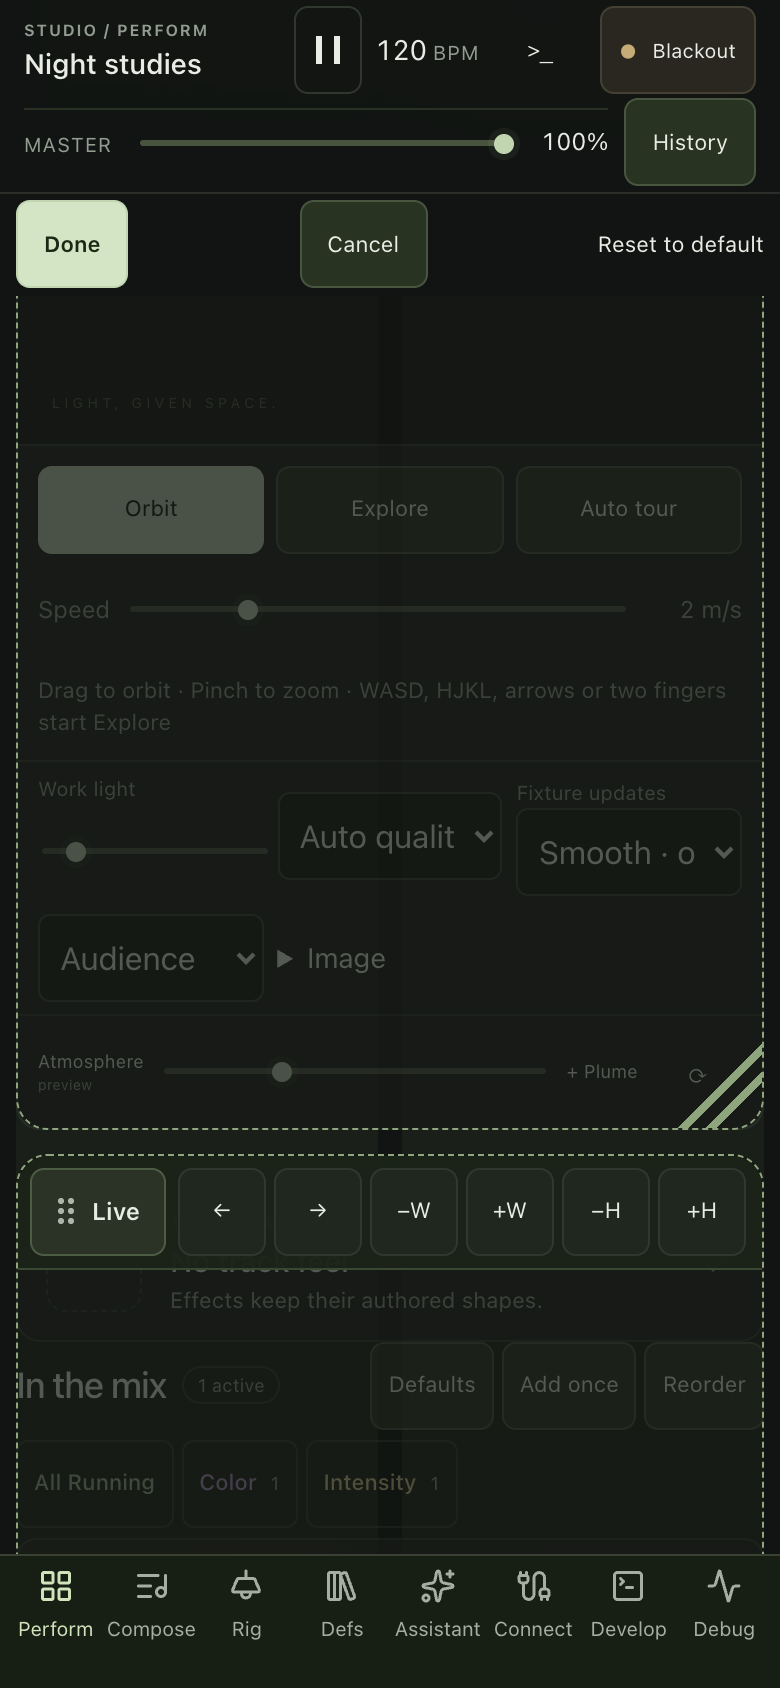 STUDIO / PERFORM
Night studies
120 BPM
>_
Blackout
MASTER
100%
History
Done
Cancel
Reset to default
LIGHT, GIVEN SPACE.
Orbit
Explore
Auto tour
Speed
2 m/s
Drag to orbit · Pinch to zoom · WASD, HJKL, arrows or two fingers
start Explore
Work light
Auto qualit
Fixture updates
Smooth · o
Audience
Image
Atmosphere
preview
+ Plume
Live
←
→
−W
+W
−H
+H
No track feel
Effects keep their authored shapes.
In the mix
1 active
Defaults
Add once
Reorder
All Running
Color 1
Intensity 1
Perform
Compose
Rig
Defs
Assistant
Connect
Develop
Debug